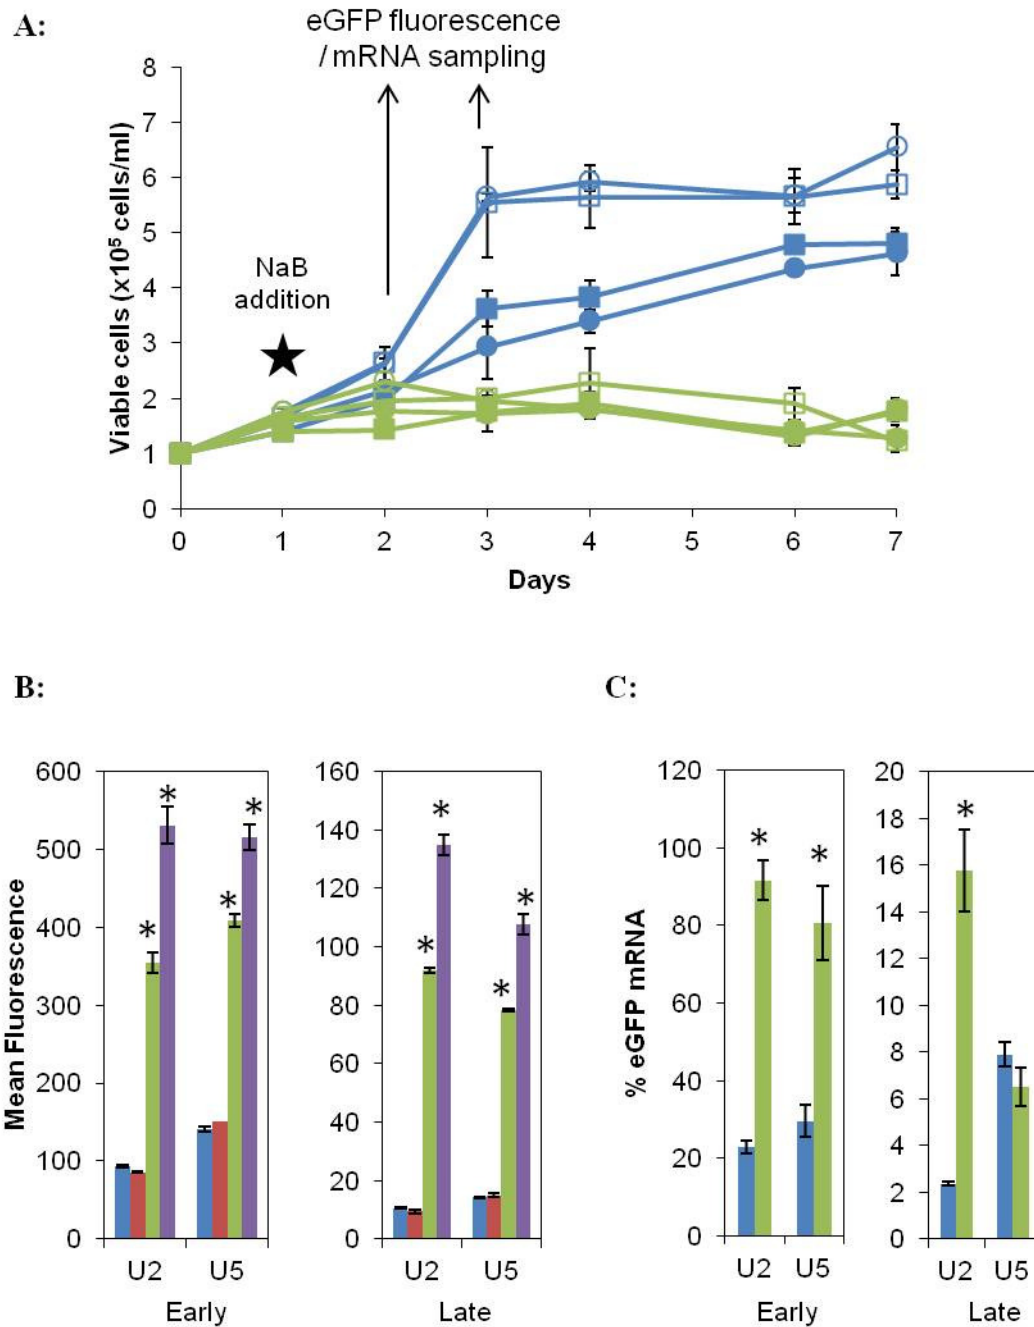 A:
eGFP fluorescence
/ mRNA sampling
8
7
6
5
4
3
2
1
0
Viable cells (x10⁵ cells/ml)
NaB
addition
0 1 2 3 4 5 6 7
Days
B:
600
500
400
300
200
100
0
Mean Fluorescence
* * * *
U2 U5
Early
160
140
120
100
80
60
40
20
0
* * * *
U2 U5
Late
C:
120
100
80
60
40
20
0
% eGFP mRNA
* *
U2 U5
Early
20
18
16
14
12
10
8
6
4
2
0
*
U2 U5
Late